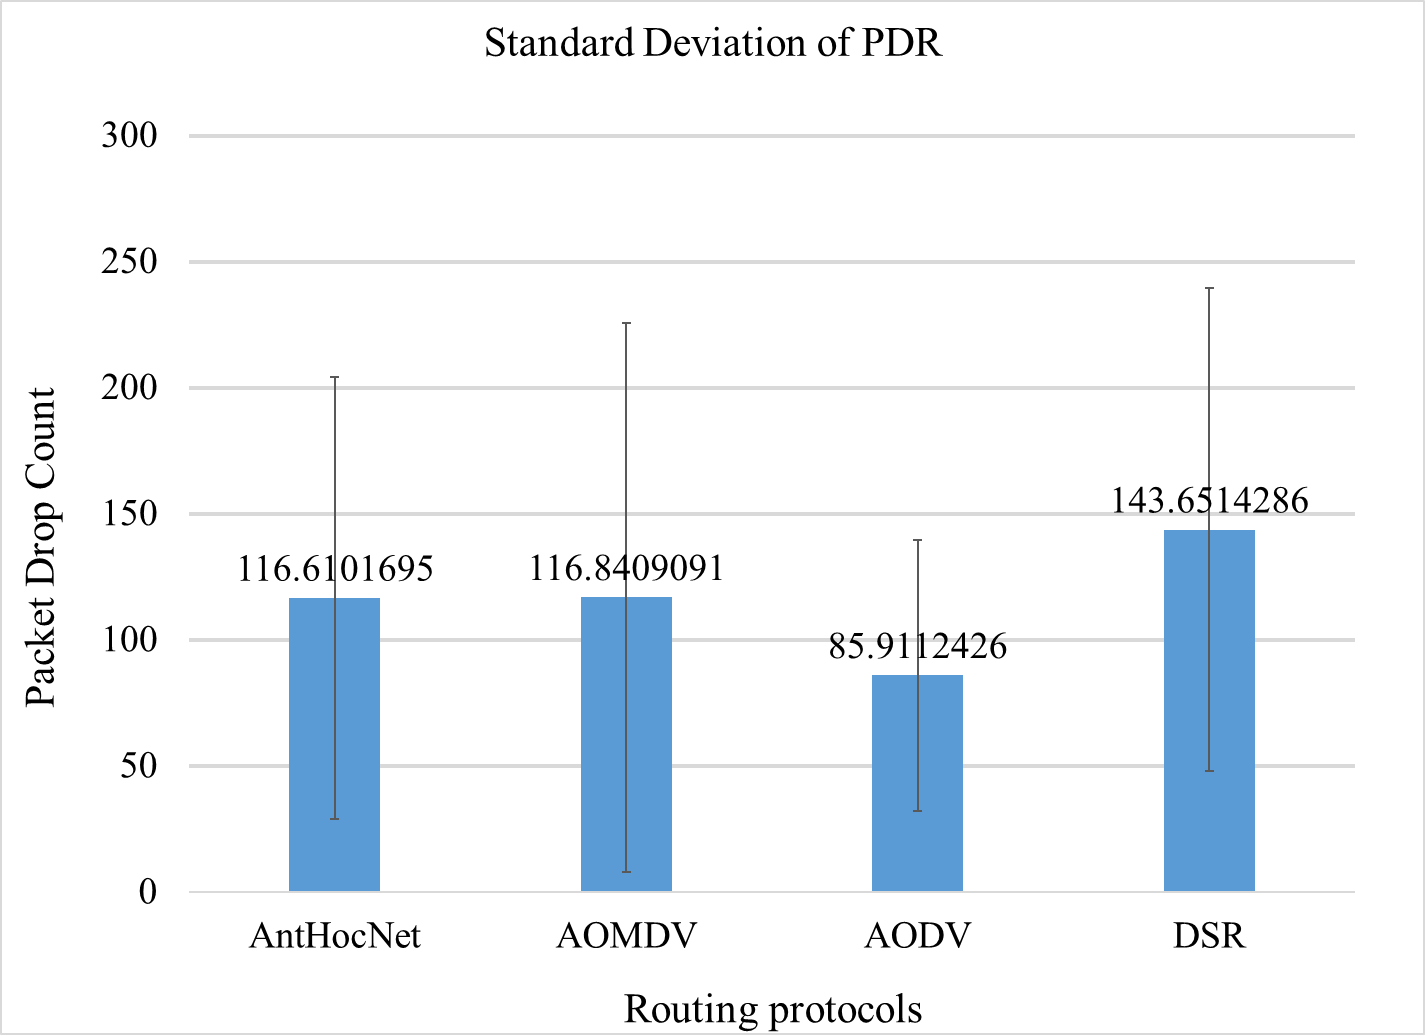 Standard Deviation of PDR
300
250
200
150
100
50
0
Packet Drop Count
116.6101695
116.8409091
85.9112426
143.6514286
AntHocNet
AOMDV
AODV
DSR
Routing protocols